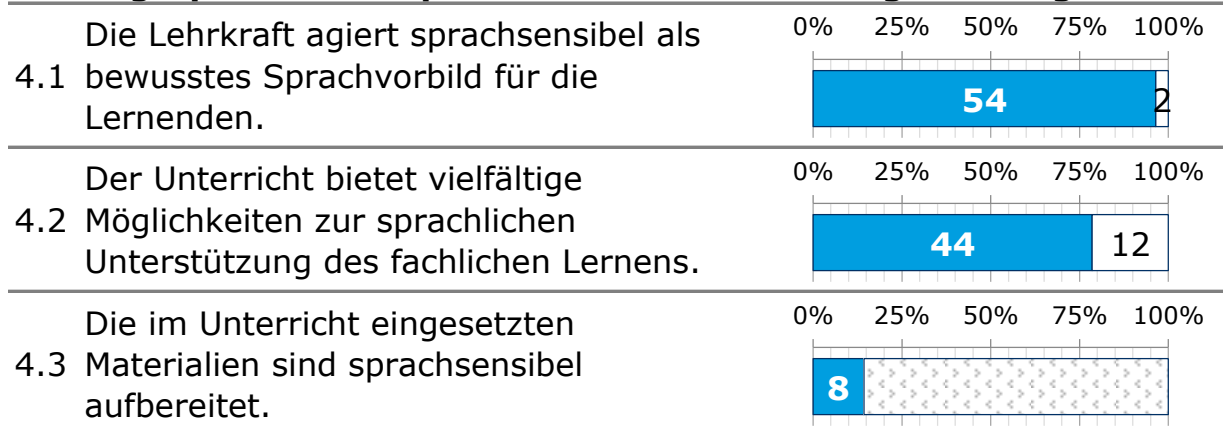 Die Lehrkraft agiert sprachsensibel als
4.1 bewusstes Sprachvorbild für die
Lernenden.
0% 25% 50% 75% 100%
54 2
Der Unterricht bietet vielfältige
4.2 Möglichkeiten zur sprachlichen
Unterstützung des fachlichen Lernens.
0% 25% 50% 75% 100%
44 12
Die im Unterricht eingesetzten
4.3 Materialien sind sprachsensibel
aufbereitet.
0% 25% 50% 75% 100%
8